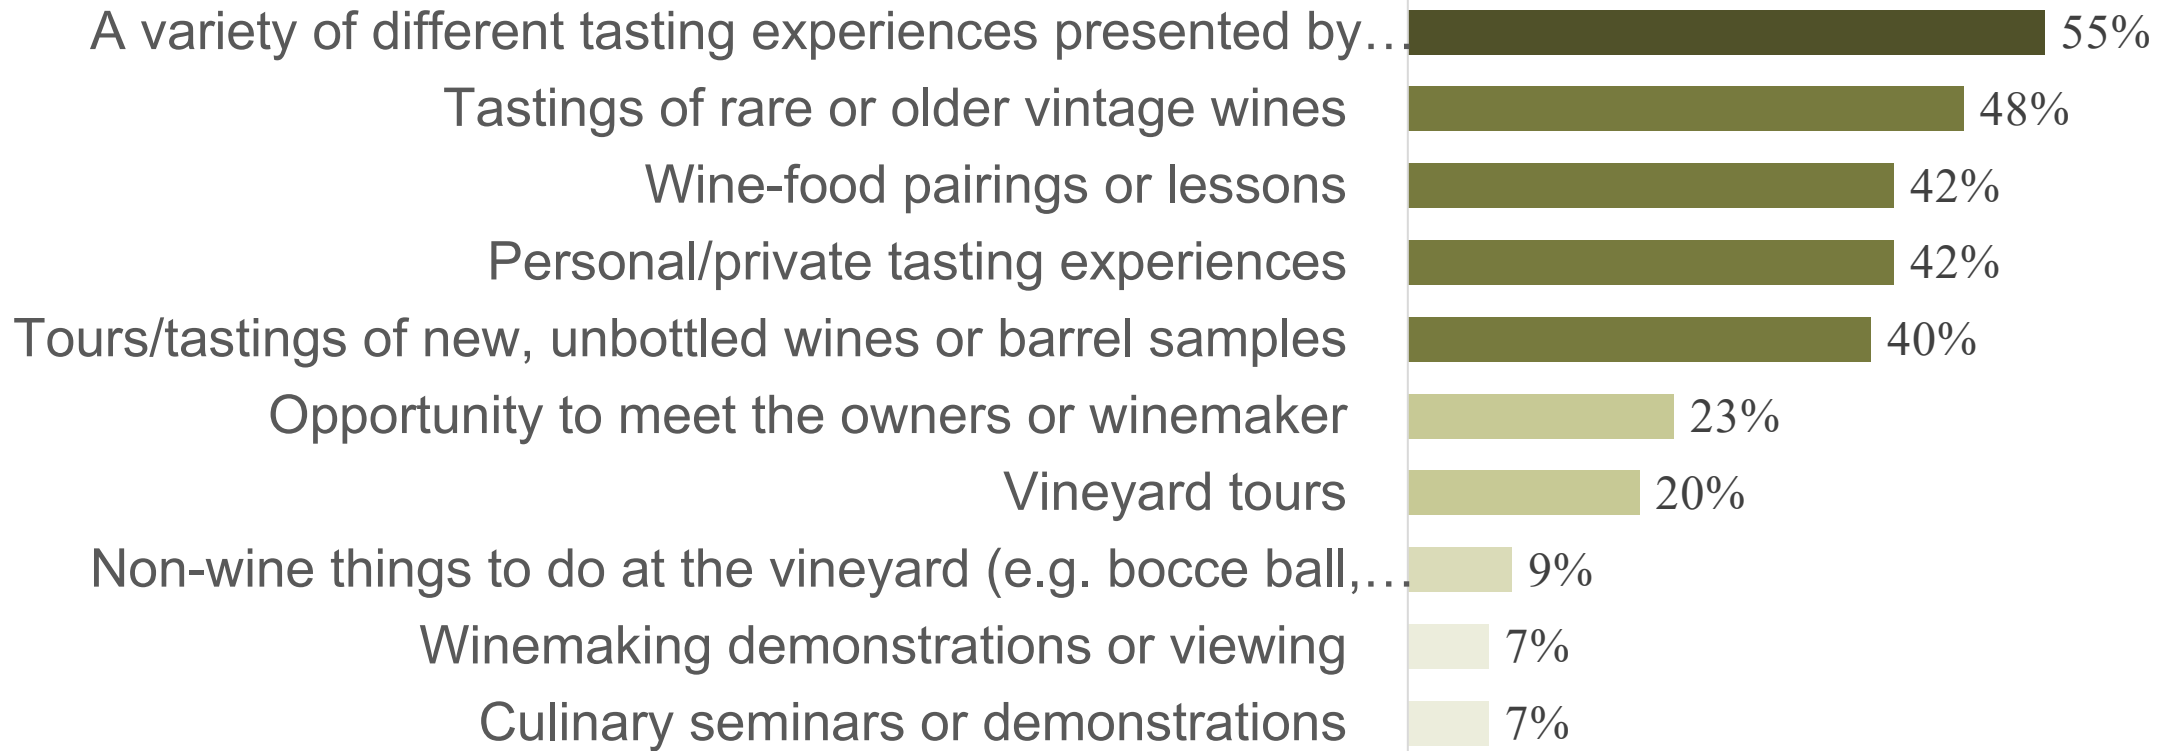 A variety of different tasting experiences presented by… 55%
Tastings of rare or older vintage wines 48%
Wine-food pairings or lessons 42%
Personal/private tasting experiences 42%
Tours/tastings of new, unbottled wines or barrel samples 40%
Opportunity to meet the owners or winemaker 23%
Vineyard tours 20%
Non-wine things to do at the vineyard (e.g. bocce ball,… 9%
Winemaking demonstrations or viewing 7%
Culinary seminars or demonstrations 7%